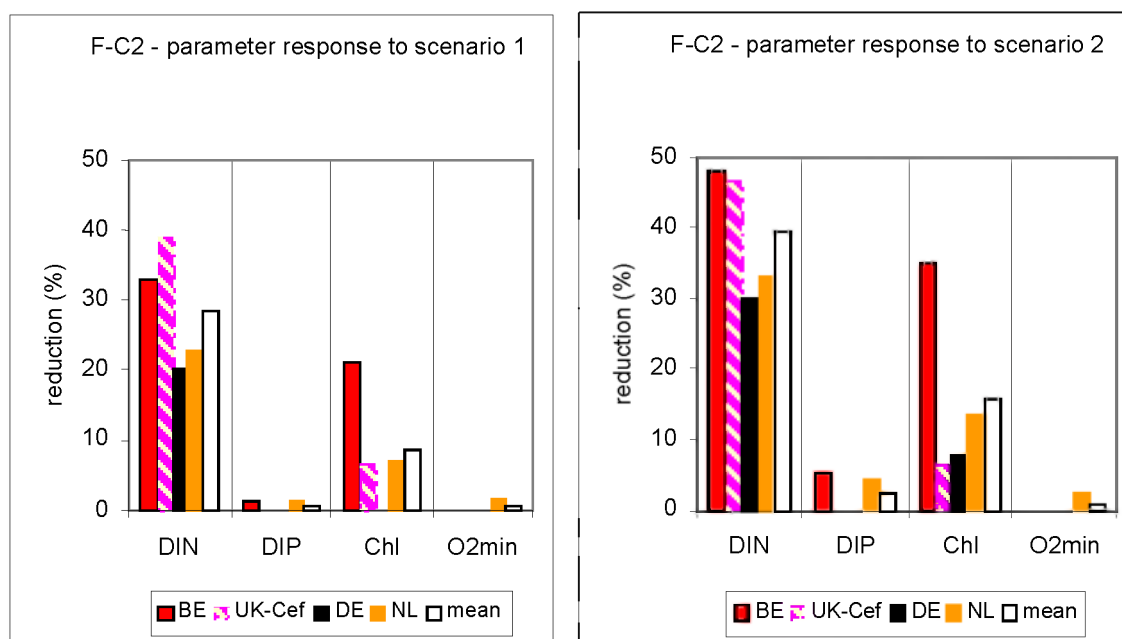 F-C2 - parameter response to scenario 1
50
40
30
20
10
0
reduction (%)
DIN DIP Chl O2min
BE UK-Cef DE NL mean
F-C2 - parameter response to scenario 2
50
40
30
20
10
0
reduction (%)
DIN DIP Chl O2min
BE UK-Cef DE NL mean